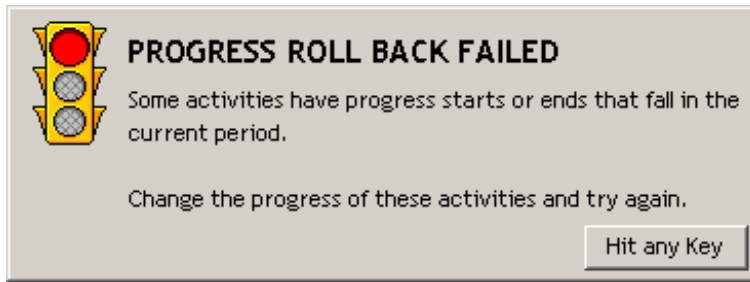 PROGRESS ROLL BACK FAILED
Some activities have progress starts or ends that fall in the
current period.
Change the progress of these activities and try again.
Hit any Key